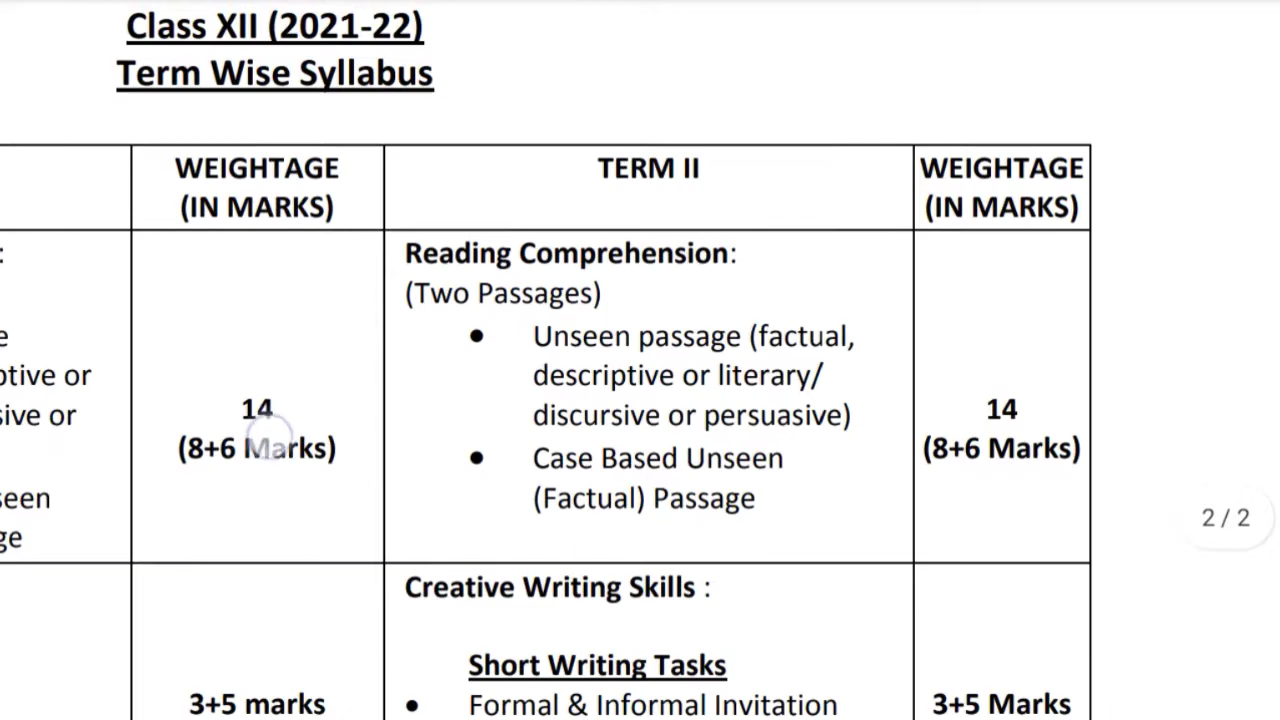 Class XII (2021-22)
Term Wise Syllabus
WEIGHTAGE
(IN MARKS)
TERM II
WEIGHTAGE
(IN MARKS)
:
e
ptive or
sive or
seen
ge
14
(8+6 Marks)
Reading Comprehension:
(Two Passages)
● Unseen passage (factual,
descriptive or literary/
discursive or persuasive)
● Case Based Unseen
(Factual) Passage
14
(8+6 Marks)
2 / 2
3+5 marks
Creative Writing Skills :
Short Writing Tasks
● Formal & Informal Invitation
3+5 Marks